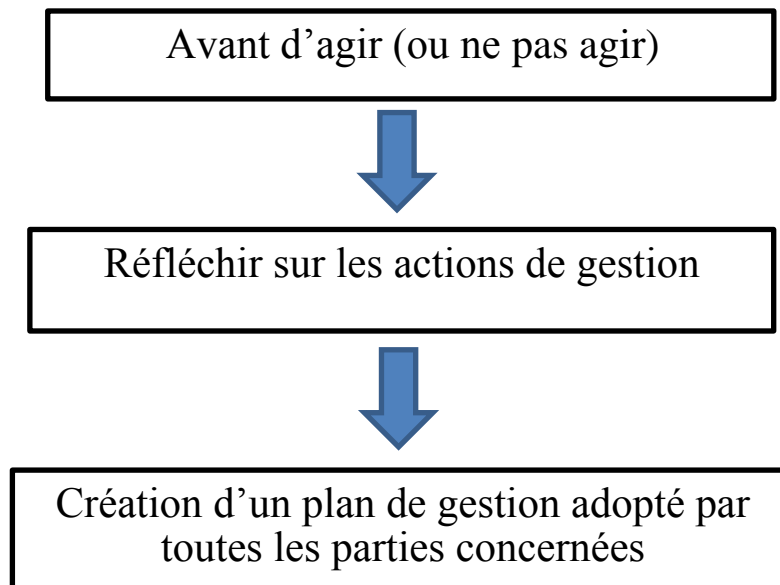 Avant d’agir (ou ne pas agir)
Réfléchir sur les actions de gestion
Création d’un plan de gestion adopté par
toutes les parties concernées